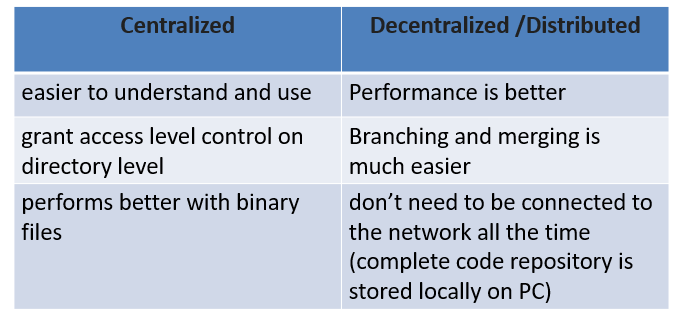 Centralized
Decentralized /Distributed
easier to understand and use
Performance is better
grant access level control on
directory level
Branching and merging is
much easier
performs better with binary
files
don’t need to be connected to
the network all the time
(complete code repository is
stored locally on PC)